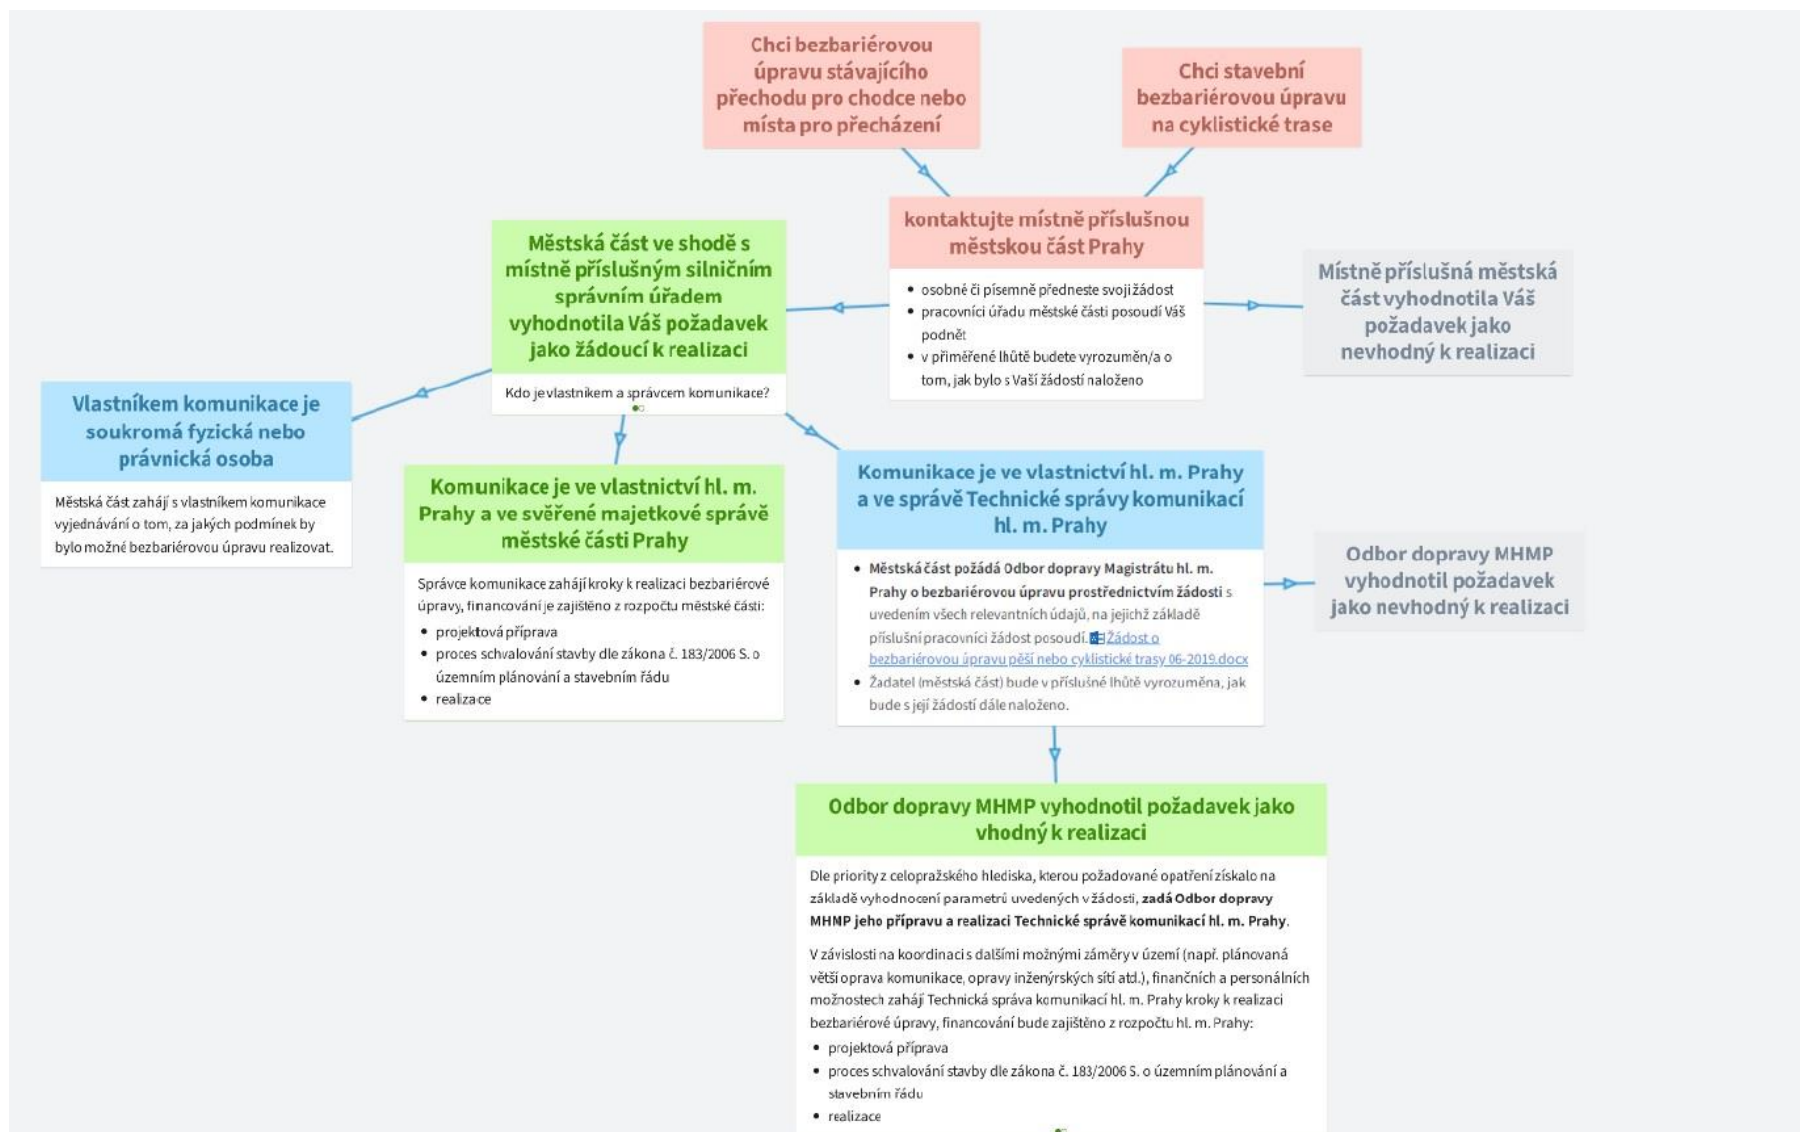 Chci bezbariérovou
úpravu stávajícího
přechodu pro chodce nebo
místa pro přecházení
Chci stavební
bezbariérovou úpravu
na cyklistické trase
kontaktujte místně příslušnou
městskou část Prahy
• osobně či písemně předneste svoji žádost
• pracovníci úřadu městské části posoudí Váš
podnět
• v přiměřené lhůtě budete vyrozuměn/a o
tom, jak bylo s Vaší žádostí naloženo
Místně příslušná městská
část vyhodnotila Váš
požadavek jako
nevhodný k realizaci
Městská část ve shodě s
místně příslušným silničním
správním úřadem
vyhodnotila Váš požadavek
jako žádoucí k realizaci
Kdo je vlastníkem a správcem komunikace?
Vlastníkem komunikace je
soukromá fyzická nebo
právnická osoba
Městská část zahájí s vlastníkem komunikace
vyjednávání o tom, za jakých podmínek by
bylo možné bezbariérovou úpravu realizovat.
Komunikace je ve vlastnictví hl. m.
Prahy a ve svěřené majetkové správě
městské části Prahy
Správce komunikace zahájí kroky k realizaci bezbariérové
úpravy, financování je zajištěno z rozpočtu městské části:
• projektová příprava
• proces schvalování stavby dle zákona č. 183/2006 S. o
územním plánování a stavebním řádu
• realizace
Komunikace je ve vlastnictví hl. m. Prahy
a ve správě Technické správy komunikací
hl. m. Prahy
• Městská část požádá Odbor dopravy Magistrátu hl. m.
Prahy o bezbariérovou úpravu prostřednictvím žádosti s
uvedením všech relevantních údajů, na jejichž základě
příslušní pracovníci žádost posoudí. Žádost o
bezbariérovou úpravu pěší nebo cyklistické trasy 06-2019.docx
• Žadatel (městská část) bude v příslušné lhůtě vyrozuměna, jak
bude s její žádostí dále naloženo.
Odbor dopravy MHMP
vyhodnotil požadavek
jako nevhodný k realizaci
Odbor dopravy MHMP vyhodnotil požadavek jako
vhodný k realizaci
Dle priority z celopražského hlediska, kterou požadované opatření získalo na
základě vyhodnocení parametrů uvedených v žádosti, zadá Odbor dopravy
MHMP jeho přípravu a realizaci Technické správě komunikací hl. m. Prahy.
V závislosti na koordinaci s dalšími možnými záměry v území (např. plánovaná
větší oprava komunikace, opravy inženýrských sítí atd.), finančních a personálních
možnostech zahájí Technická správa komunikací hl. m. Prahy kroky k realizaci
bezbariérové úpravy, financování bude zajištěno z rozpočtu hl. m. Prahy:
• projektová příprava
• proces schvalování stavby dle zákona č. 183/2006 S. o územním plánování a
stavebním řádu
• realizace